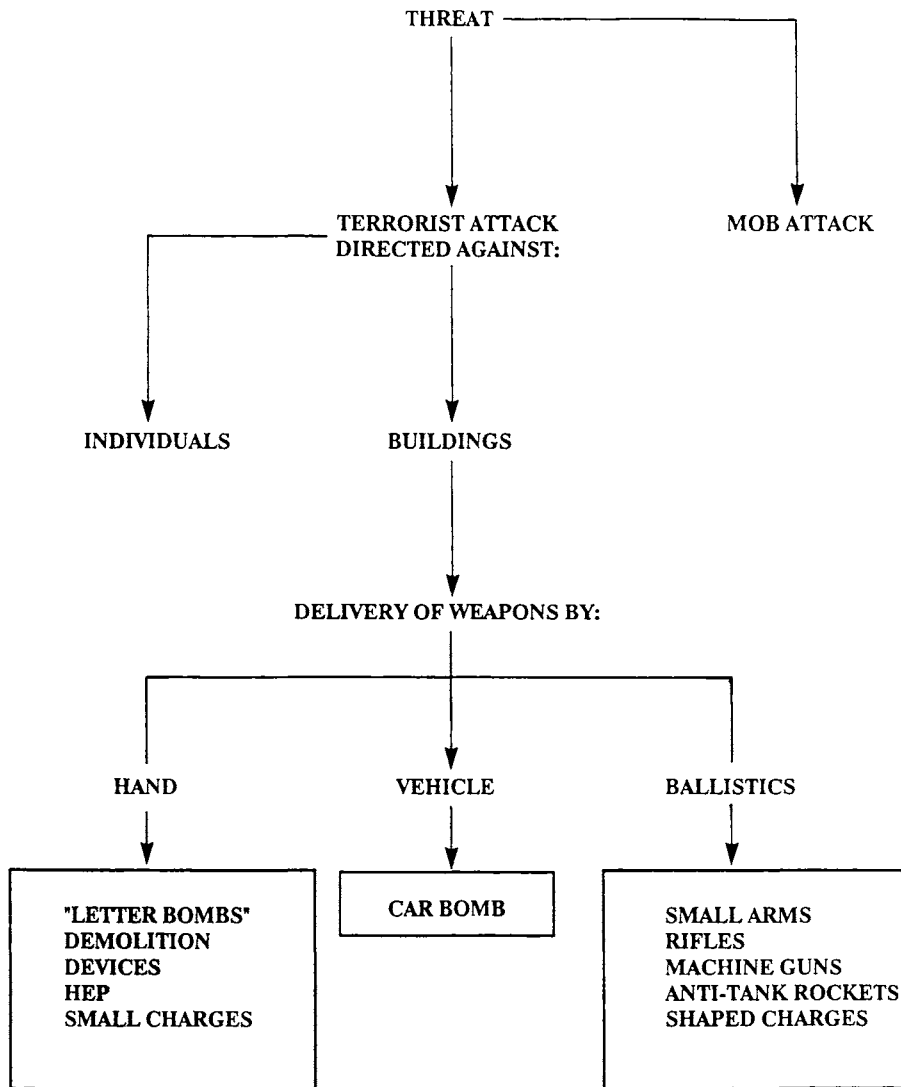 THREAT
TERRORIST ATTACK
DIRECTED AGAINST:
MOB ATTACK
INDIVIDUALS
BUILDINGS
DELIVERY OF WEAPONS BY:
HAND
VEHICLE
BALLISTICS
"LETTER BOMBS"
DEMOLITION
DEVICES
HEP
SMALL CHARGES
CAR BOMB
SMALL ARMS
RIFLES
MACHINE GUNS
ANTI-TANK ROCKETS
SHAPED CHARGES